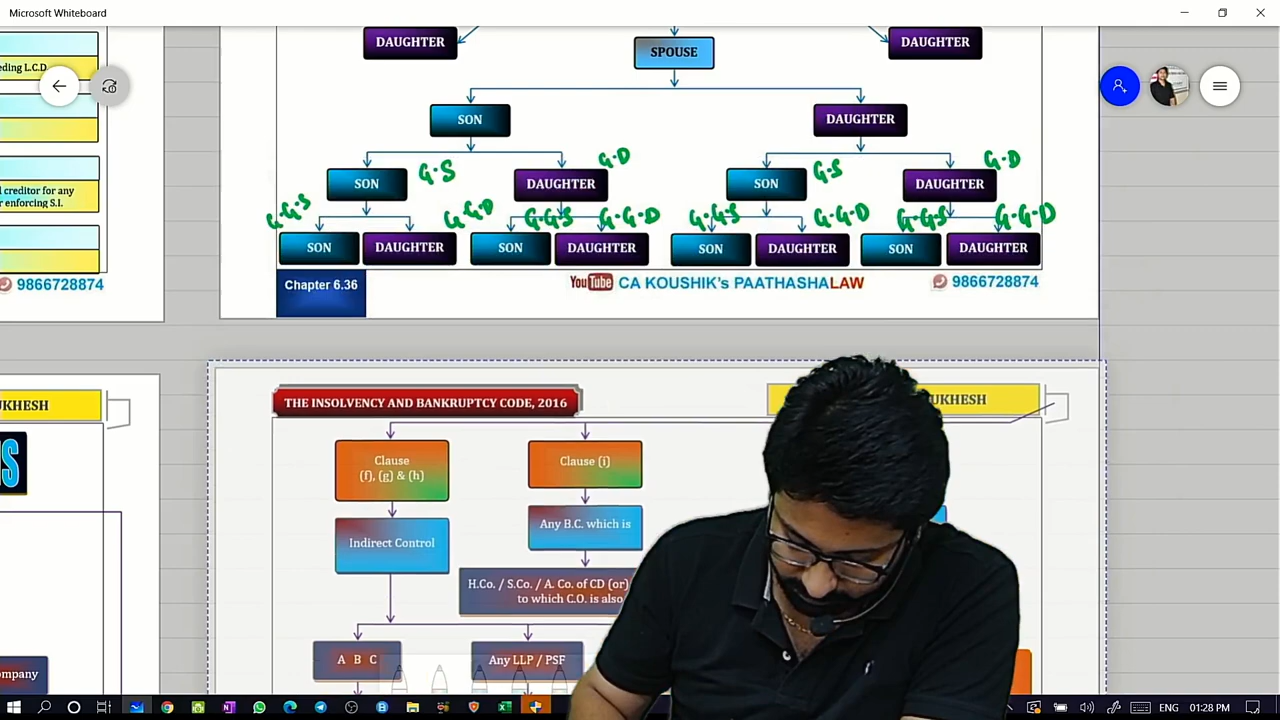 Microsoft Whiteboard
DAUGHTER
DAUGHTER
SPOUSE
SON
DAUGHTER
SON
G.S
DAUGHTER
G.D
SON
G.S
DAUGHTER
G.D
G.G.S
G.G.D
G.G.S
G.G.D
G.G.S
G.G.D
G.G.S
G.G.D
SON
DAUGHTER
SON
DAUGHTER
SON
DAUGHTER
SON
DAUGHTER
Chapter 6.36
YouTube CA KOUSHIK's PAATHASHALAW
9866728874
eding L.C.D.
l creditor for any
r enforcing S.I.
9866728874
UKHESH
S
ompany
THE INSOLVENCY AND BANKRUPTCY CODE, 2016
UKHESH
Clause
(f), (g) & (h)
Clause (i)
Indirect Control
Any B.C. which is
H.Co. / S.Co. / A. Co. of CD (or)
to which C.O. is also
A B C
Any LLP / PSF
ENG
01:28 PM